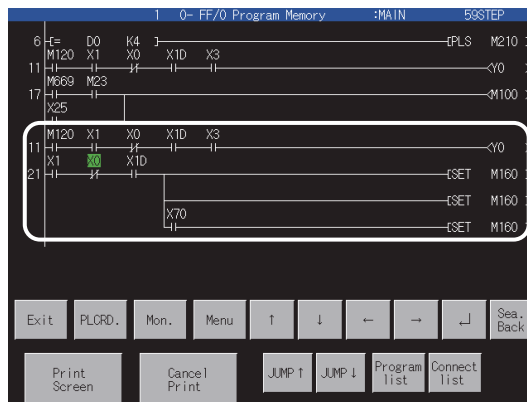 1 0- FF/0 Program Memory :MAIN 59STEP
6 [= D0 K4 ] [PLS M210 ]
M120 X1 X0 X1D X3
11 <Y0 >
M669 M23
17 <M100 >
X25
M120 X1 X0 X1D X3
11 <Y0 >
X1 X0 X1D
21 [SET M160 ]
[SET M160 ]
X70
[SET M160 ]
Exit PLCRD. Mon. Menu ↑ ↓ ← → ↵ Sea. Back
Print Screen Cancel Print JUMP↑ JUMP↓ Program list Connect list